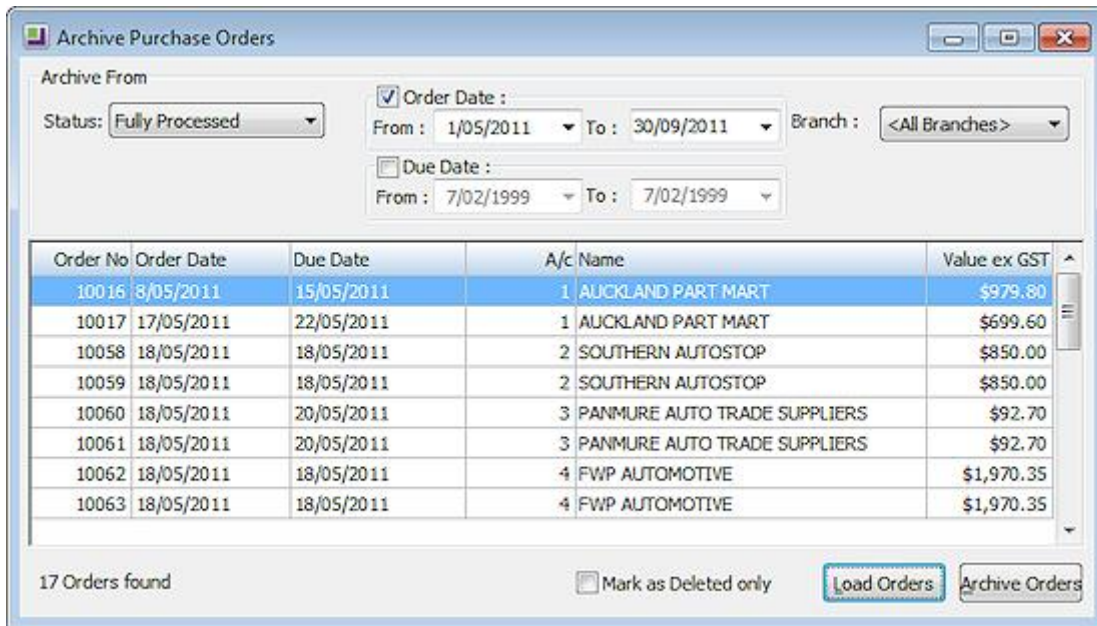 Archive Purchase Orders
Archive From
Status: Fully Processed
Order Date :
From : 1/05/2011 To : 30/09/2011 Branch : <All Branches>
Due Date :
From : 7/02/1999 To : 7/02/1999
Order No Order Date Due Date A/c Name Value ex GST
10016 8/05/2011 15/05/2011 1 AUCKLAND PART MART $979.80
10017 17/05/2011 22/05/2011 1 AUCKLAND PART MART $699.60
10058 18/05/2011 18/05/2011 2 SOUTHERN AUTOSTOP $850.00
10059 18/05/2011 18/05/2011 2 SOUTHERN AUTOSTOP $850.00
10060 18/05/2011 20/05/2011 3 PANMURE AUTO TRADE SUPPLIERS $92.70
10061 18/05/2011 20/05/2011 3 PANMURE AUTO TRADE SUPPLIERS $92.70
10062 18/05/2011 18/05/2011 4 FWP AUTOMOTIVE $1,970.35
10063 18/05/2011 18/05/2011 4 FWP AUTOMOTIVE $1,970.35
17 Orders found Mark as Deleted only Load Orders Archive Orders